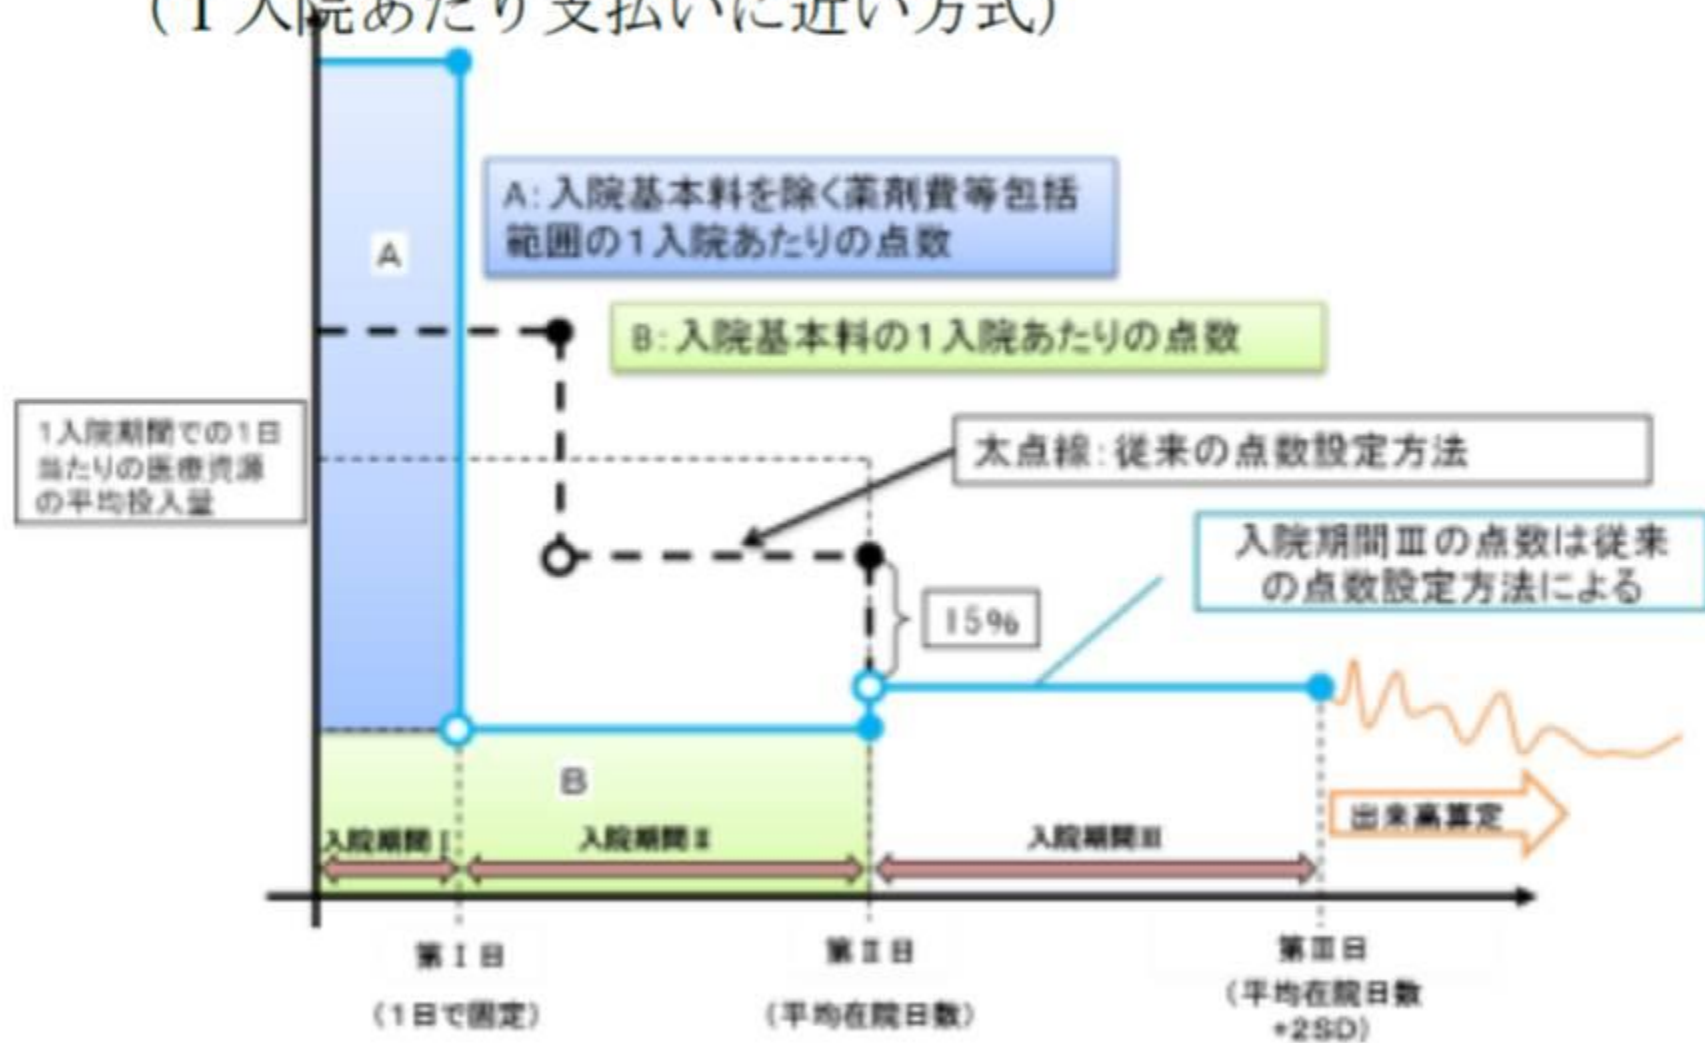 （１入院あたり支払いに近い方式）
A
A：入院基本料を除く薬剤費等包括
範囲の１入院あたりの点数
B：入院基本料の１入院あたりの点数
1入院期間での1日
当たりの医療資源
の平均投入量
太点線：従来の点数設定方法
入院期間Ⅲの点数は従来
の点数設定方法による
15%
B
入院期間Ⅰ
入院期間Ⅱ
入院期間Ⅲ
出来高算定
第Ⅰ日
（1日で固定）
第Ⅱ日
（平均在院日数）
第Ⅲ日
（平均在院日数
+2SD）